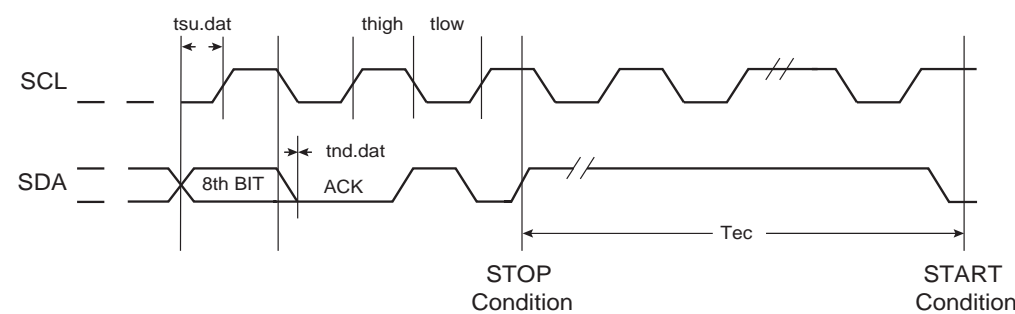 tsu.dat
thigh
tlow
SCL
tnd.dat
SDA
8th BIT
ACK
Tec
STOP
Condition
START
Condition